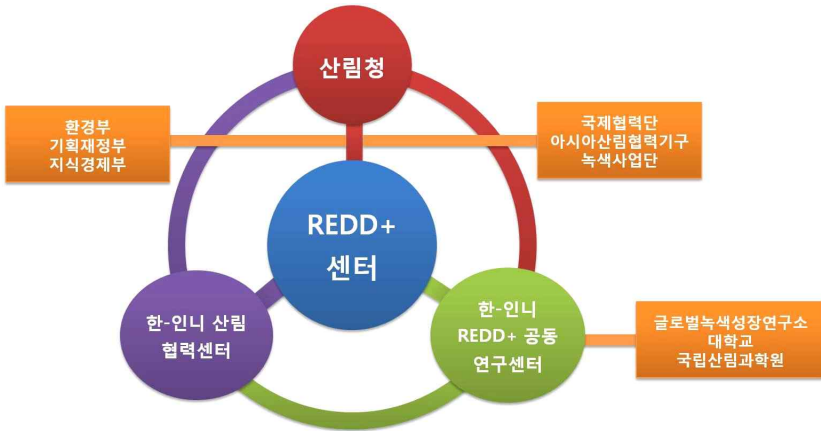 산림청
환경부
기획재정부
지식경제부
국제협력단
아시아산림협력기구
녹색사업단
REDD+
센터
한-인니 산림
협력센터
한-인니
REDD+ 공동
연구센터
글로벌녹색성장연구소
대학교
국립산림과학원